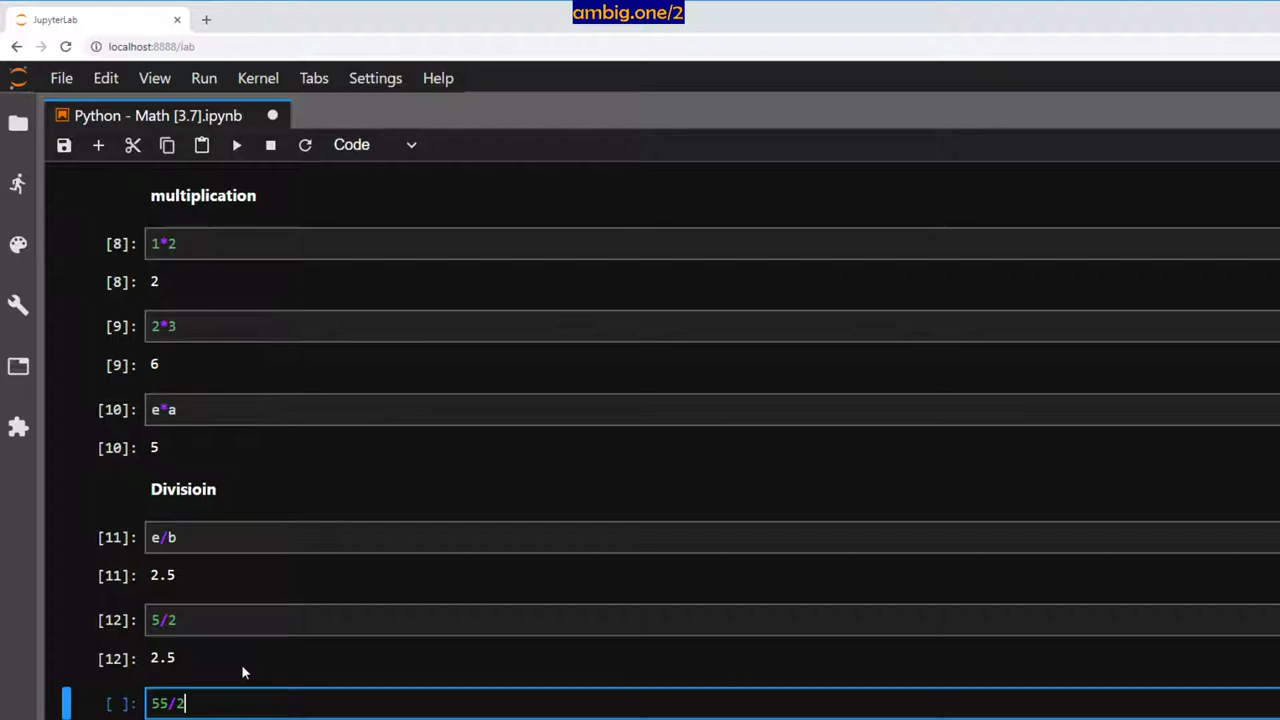 ambig.one/2
JupyterLab
localhost:8888/lab
File Edit View Run Kernel Tabs Settings Help
Python - Math [3.7].ipynb
Code
multiplication
[8]: 1*2
[8]: 2
[9]: 2*3
[9]: 6
[10]: e*a
[10]: 5
Divisioin
[11]: e/b
[11]: 2.5
[12]: 5/2
[12]: 2.5
[ ]: 55/2